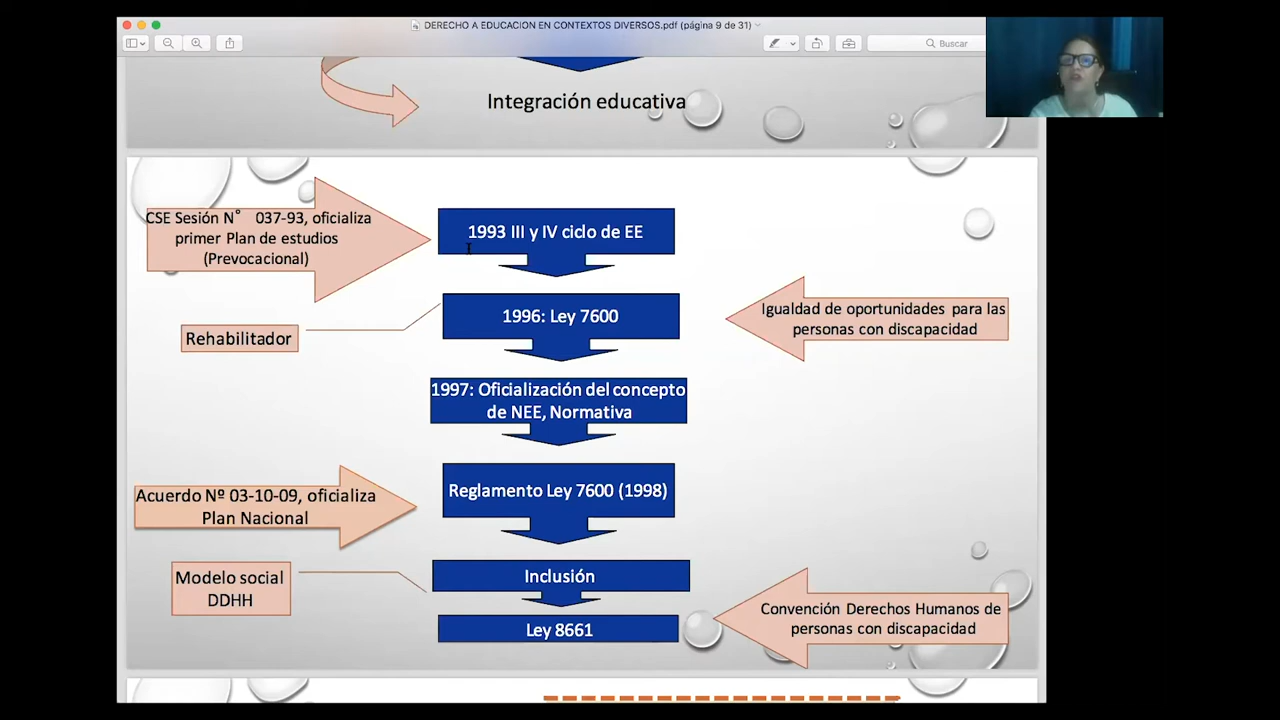 DERECHO A EDUCACION EN CONTEXTOS DIVERSOS.pdf (página 9 de 31)
Buscar
Integración educativa
CSE Sesión N° 037-93, oficializa
primer Plan de estudios
(Prevocacional)
1993 III y IV ciclo de EE
1996: Ley 7600
Igualdad de oportunidades para las
personas con discapacidad
Rehabilitador
1997: Oficialización del concepto
de NEE, Normativa
Reglamento Ley 7600 (1998)
Acuerdo Nº 03-10-09, oficializa
Plan Nacional
Inclusión
Modelo social
DDHH
Ley 8661
Convención Derechos Humanos de
personas con discapacidad